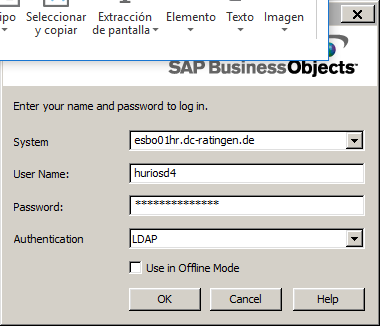 ipo
Seleccionar
y copiar
Extracción
de pantalla
Elemento
Texto
Imagen
SAP BusinessObjects
Enter your name and password to log in.
System
esbo01hr.dc-ratingen.de
User Name:
huriosd4
Password:
**************
Authentication
LDAP
Use in Offline Mode
OK
Cancel
Help